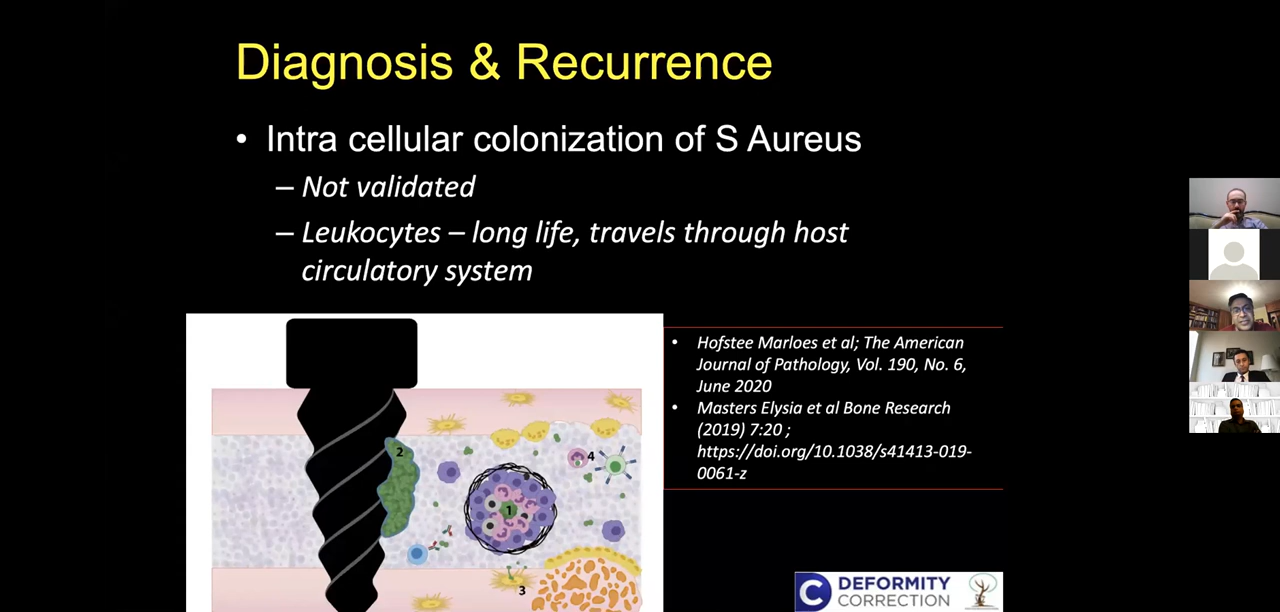 Diagnosis & Recurrence
• Intra cellular colonization of S Aureus
– Not validated
– Leukocytes – long life, travels through host
circulatory system
• Hofstee Marloes et al; The American
Journal of Pathology, Vol. 190, No. 6,
June 2020
• Masters Elysia et al Bone Research
(2019) 7:20 ;
https://doi.org/10.1038/s41413-019-
0061-z
2
4
1
3
C DEFORMITY
CORRECTION